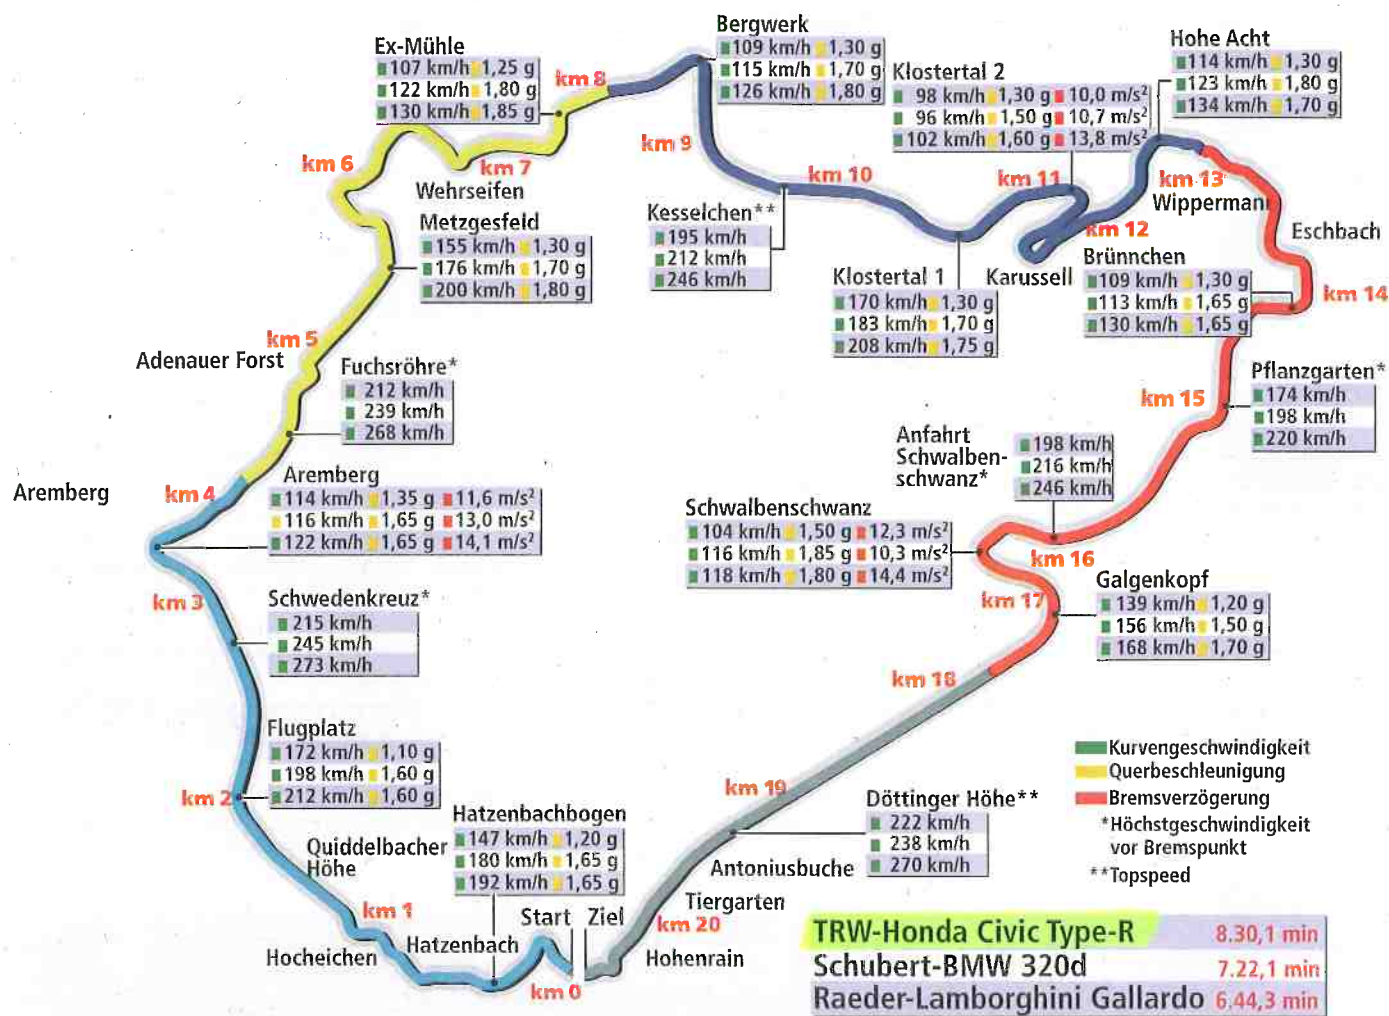 Bergwerk
109 km/h 1,30 g
115 km/h 1,70 g
126 km/h 1,80 g
Ex-Mühle
107 km/h 1,25 g
122 km/h 1,80 g
130 km/h 1,85 g
km 8
Hohe Acht
114 km/h 1,30 g
123 km/h 1,80 g
134 km/h 1,70 g
Klostertal 2
98 km/h 1,30 g 10,0 m/s²
96 km/h 1,50 g 10,7 m/s²
102 km/h 1,60 g 13,8 m/s²
km 6
km 7
km 9
km 10
km 11
km 13
Wehrseifen
Wipperman
Metzgesfeld
155 km/h 1,30 g
176 km/h 1,70 g
200 km/h 1,80 g
Kesselchen**
195 km/h
212 km/h
246 km/h
km 12
Eschbach
Klostertal 1
170 km/h 1,30 g
183 km/h 1,70 g
208 km/h 1,75 g
Karussell
Brünnchen
109 km/h 1,30 g
113 km/h 1,65 g
130 km/h 1,65 g
km 14
km 5
Adenauer Forst
Fuchsröhre*
212 km/h
239 km/h
268 km/h
Pflanzgarten*
174 km/h
198 km/h
220 km/h
km 15
Anfahrt
Schwalben-
schwanz*
198 km/h
216 km/h
246 km/h
Aremberg
km 4
Aremberg
114 km/h 1,35 g 11,6 m/s²
116 km/h 1,65 g 13,0 m/s²
122 km/h 1,65 g 14,1 m/s²
Schwalbenschwanz
104 km/h 1,50 g 12,3 m/s²
116 km/h 1,85 g 10,3 m/s²
118 km/h 1,80 g 14,4 m/s²
km 16
km 3
Schwedenkreuz*
215 km/h
245 km/h
273 km/h
km 17
Galgenkopf
139 km/h 1,20 g
156 km/h 1,50 g
168 km/h 1,70 g
km 18
Flugplatz
172 km/h 1,10 g
198 km/h 1,60 g
212 km/h 1,60 g
km 2
km 19
Kurvengeschwindigkeit
Querbeschleunigung
Bremsverzögerung
*Höchstgeschwindigkeit
vor Bremspunkt
**Topspeed
Hatzenbachbogen
147 km/h 1,20 g
180 km/h 1,65 g
192 km/h 1,65 g
Döttinger Höhe**
222 km/h
238 km/h
270 km/h
Quiddelbacher
Höhe
Antoniusbuche
Tiergarten
km 1
Start
Ziel
km 20
Hatzenbach
Hocheichen
Hohenrain
km 0
TRW-Honda Civic Type-R 8.30,1 min
Schubert-BMW 320d 7.22,1 min
Raeder-Lamborghini Gallardo 6.44,3 min